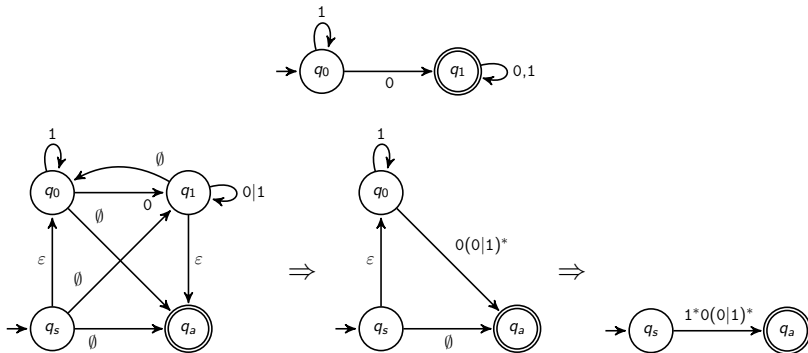 1
q0 q1 0,1
0
1
∅
q0 q1 0|1
0
∅
ε ∅ ε
qs ∅ qa
⇒
1
q0
0(0|1)*
ε
qs ∅ qa
⇒
qs 1*0(0|1)* qa